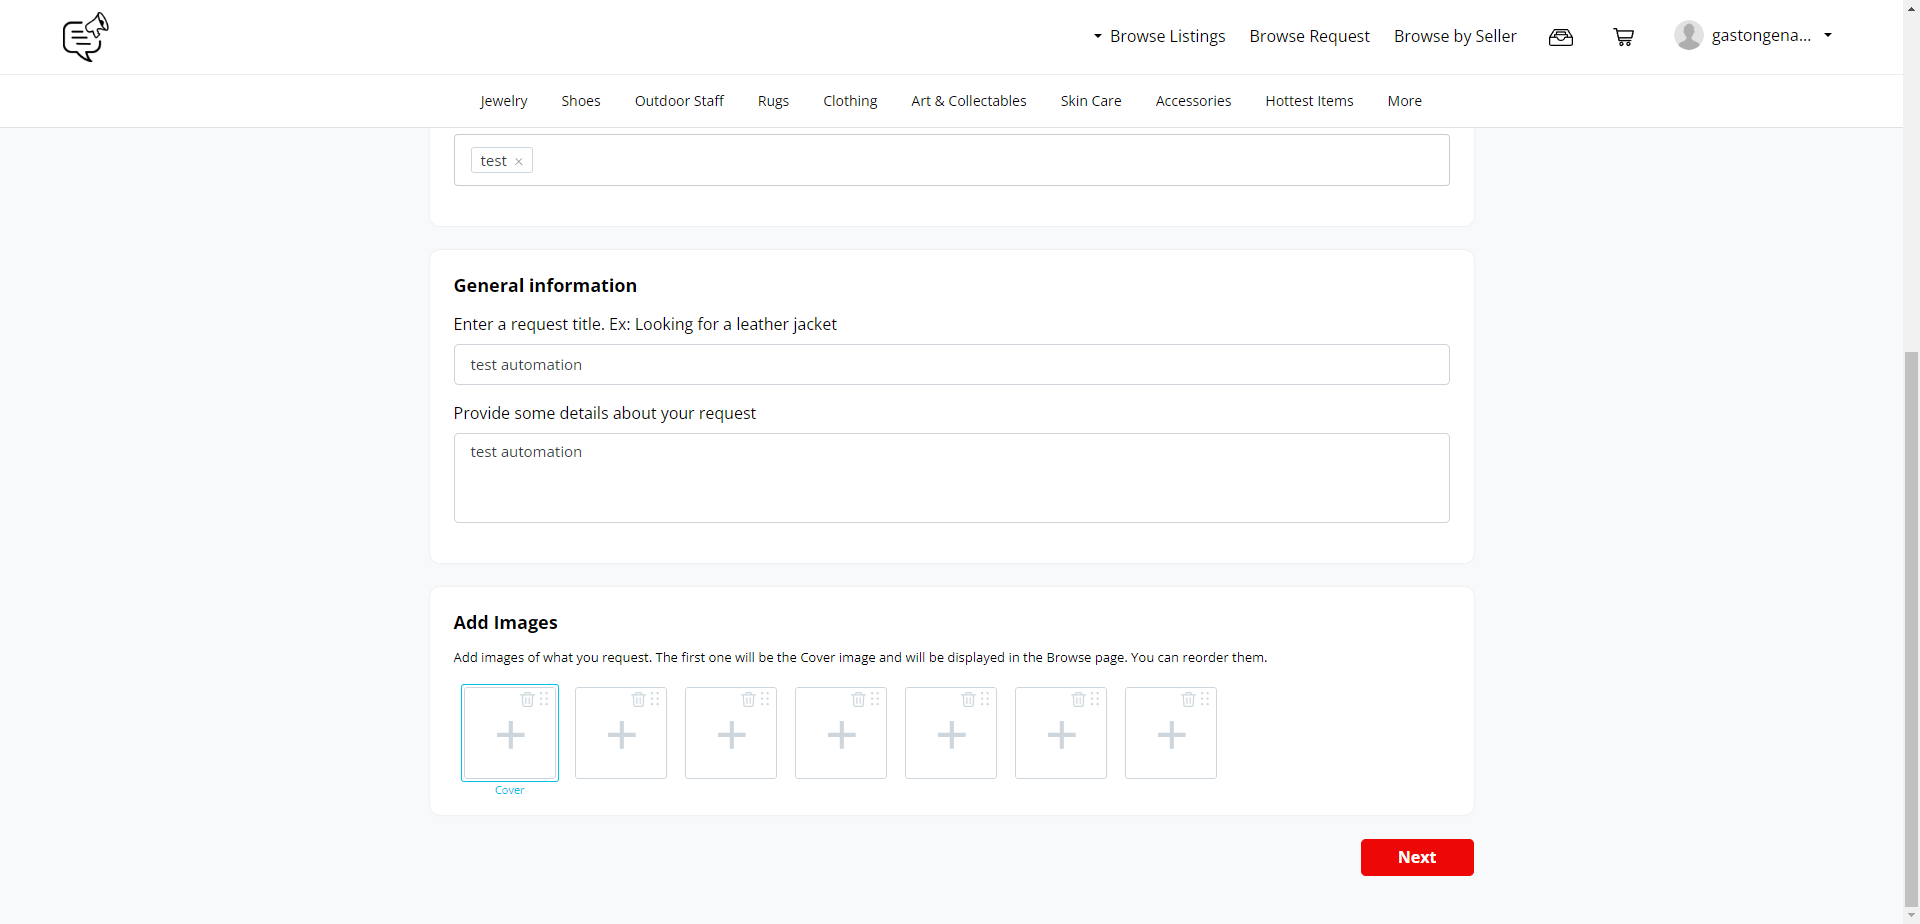 Browse Listings Browse Request Browse by Seller gastongena...
Jewelry Shoes Outdoor Staff Rugs Clothing Art & Collectables Skin Care Accessories Hottest Items More
test ×
General information
Enter a request title. Ex: Looking for a leather jacket
test automation
Provide some details about your request
test automation
Add Images
Add images of what you request. The first one will be the Cover image and will be displayed in the Browse page. You can reorder them.
Cover
Next